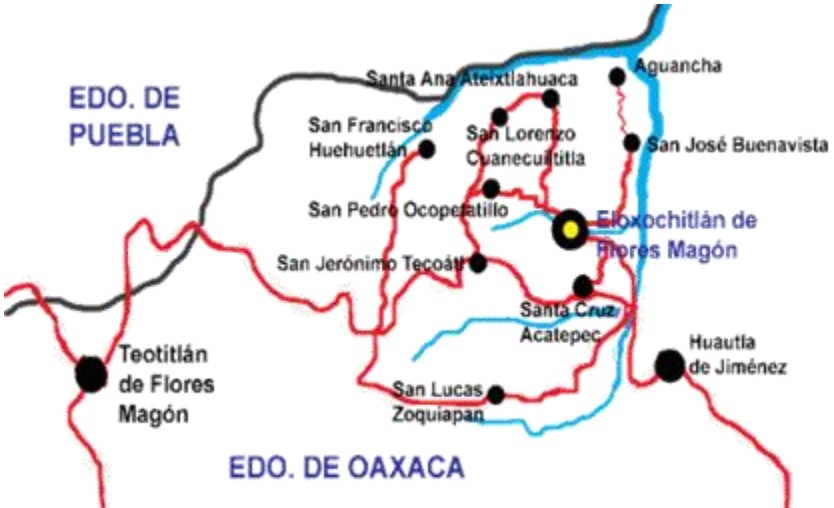 Santa Ana Ateixtlahuaca
Aguancha
EDO. DE
PUEBLA
San Francisco
Huehuetlán
San Lorenzo
Cuanecuiltitla
San José Buenavista
San Pedro Ocopetatillo
Eloxochitlán de
Flores Magón
San Jerónimo Tecoatl
Santa Cruz
Acatepec
Teotitlán
de Flores
Magón
Huautla
de Jiménez
San Lucas
Zoquiapan
EDO. DE OAXACA